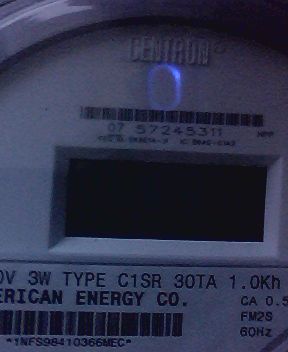 CENTRON®
07 57245311
0V 3W TYPE C1SR 30TA 1.0Kh
ERICAN ENERGY CO.
CA 0.5
FM2S
60Hz
*1NFS98410366MEC*